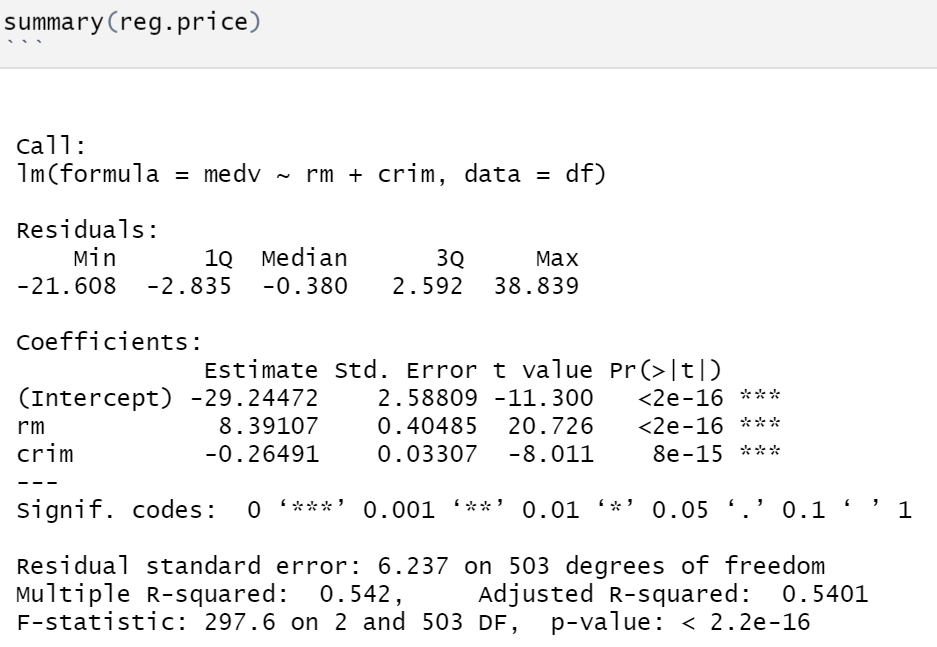 summary(reg.price)
```
Call:
lm(formula = medv ~ rm + crim, data = df)
Residuals:
    Min      1Q  Median      3Q     Max
-21.608  -2.835  -0.380   2.592  38.839
Coefficients:
            Estimate Std. Error t value Pr(>|t|)
(Intercept) -29.24472    2.58809 -11.300   <2e-16 ***
rm            8.39107    0.40485  20.726   <2e-16 ***
crim         -0.26491    0.03307  -8.011    8e-15 ***
---
Signif. codes:  0 ‘***’ 0.001 ‘**’ 0.01 ‘*’ 0.05 ‘.’ 0.1 ‘ ’ 1
Residual standard error: 6.237 on 503 degrees of freedom
Multiple R-squared:  0.542,     Adjusted R-squared:  0.5401
F-statistic: 297.6 on 2 and 503 DF,  p-value: < 2.2e-16